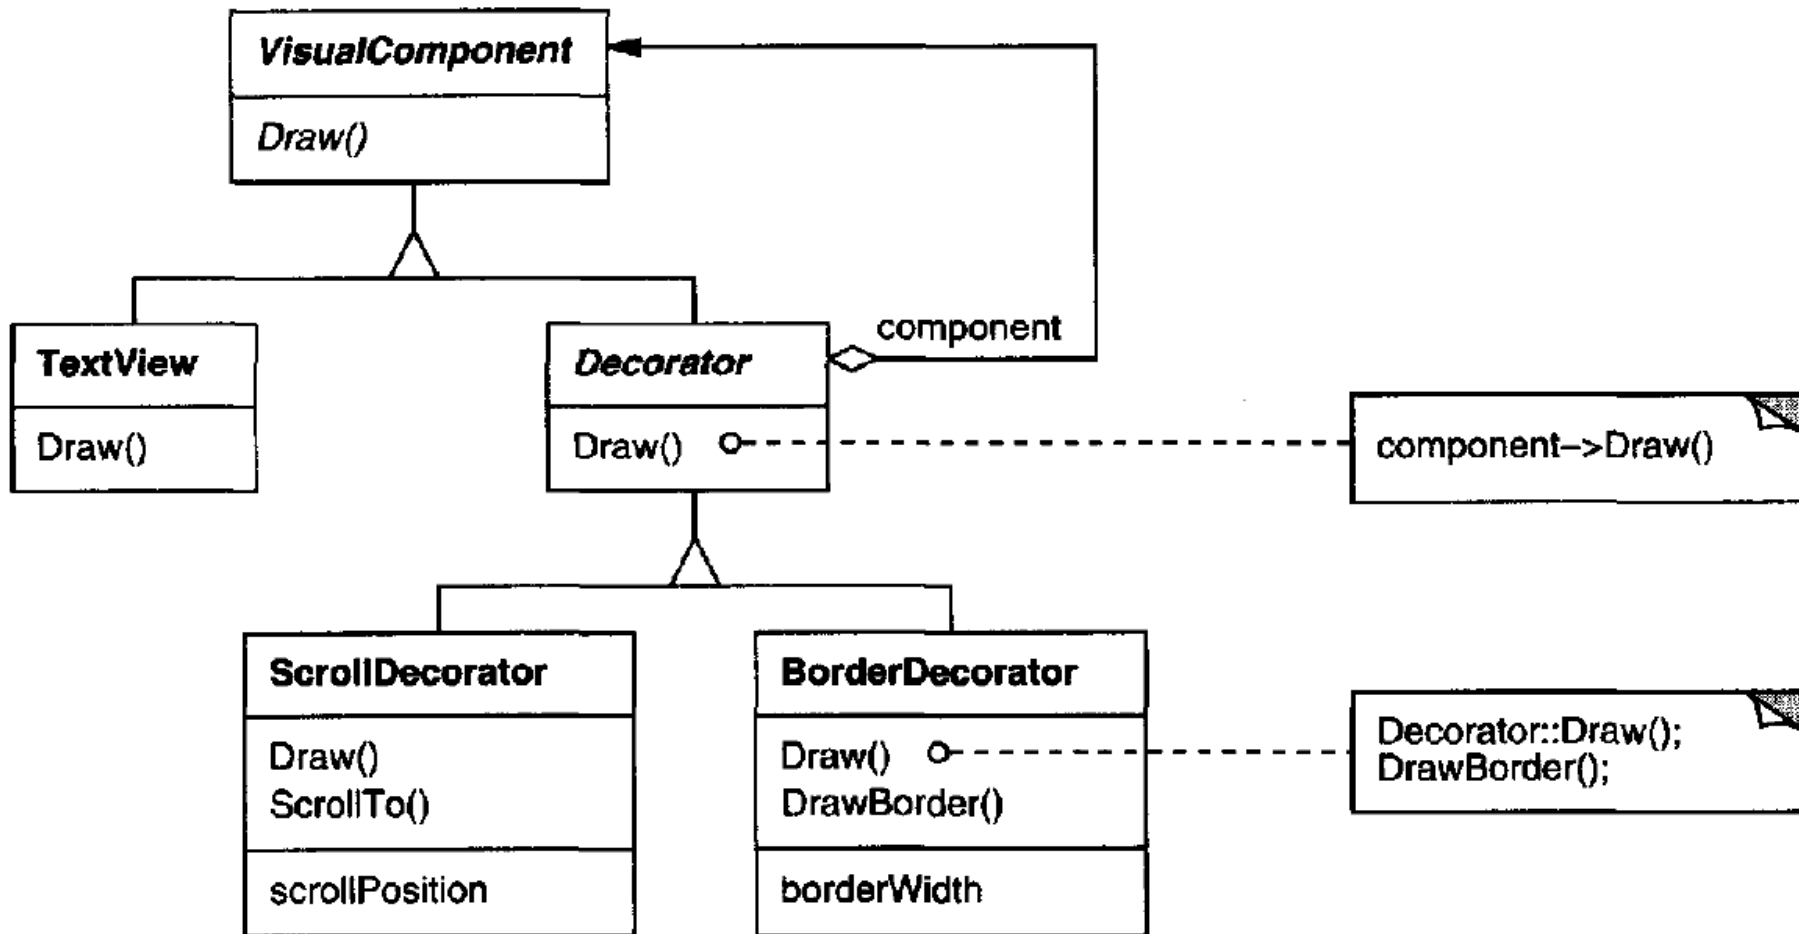 VisualComponent
Draw()
component
TextView
Draw()
Decorator
Draw()
component–>Draw()
ScrollDecorator
Draw()
ScrollTo()
scrollPosition
BorderDecorator
Draw()
DrawBorder()
borderWidth
Decorator::Draw();
DrawBorder();